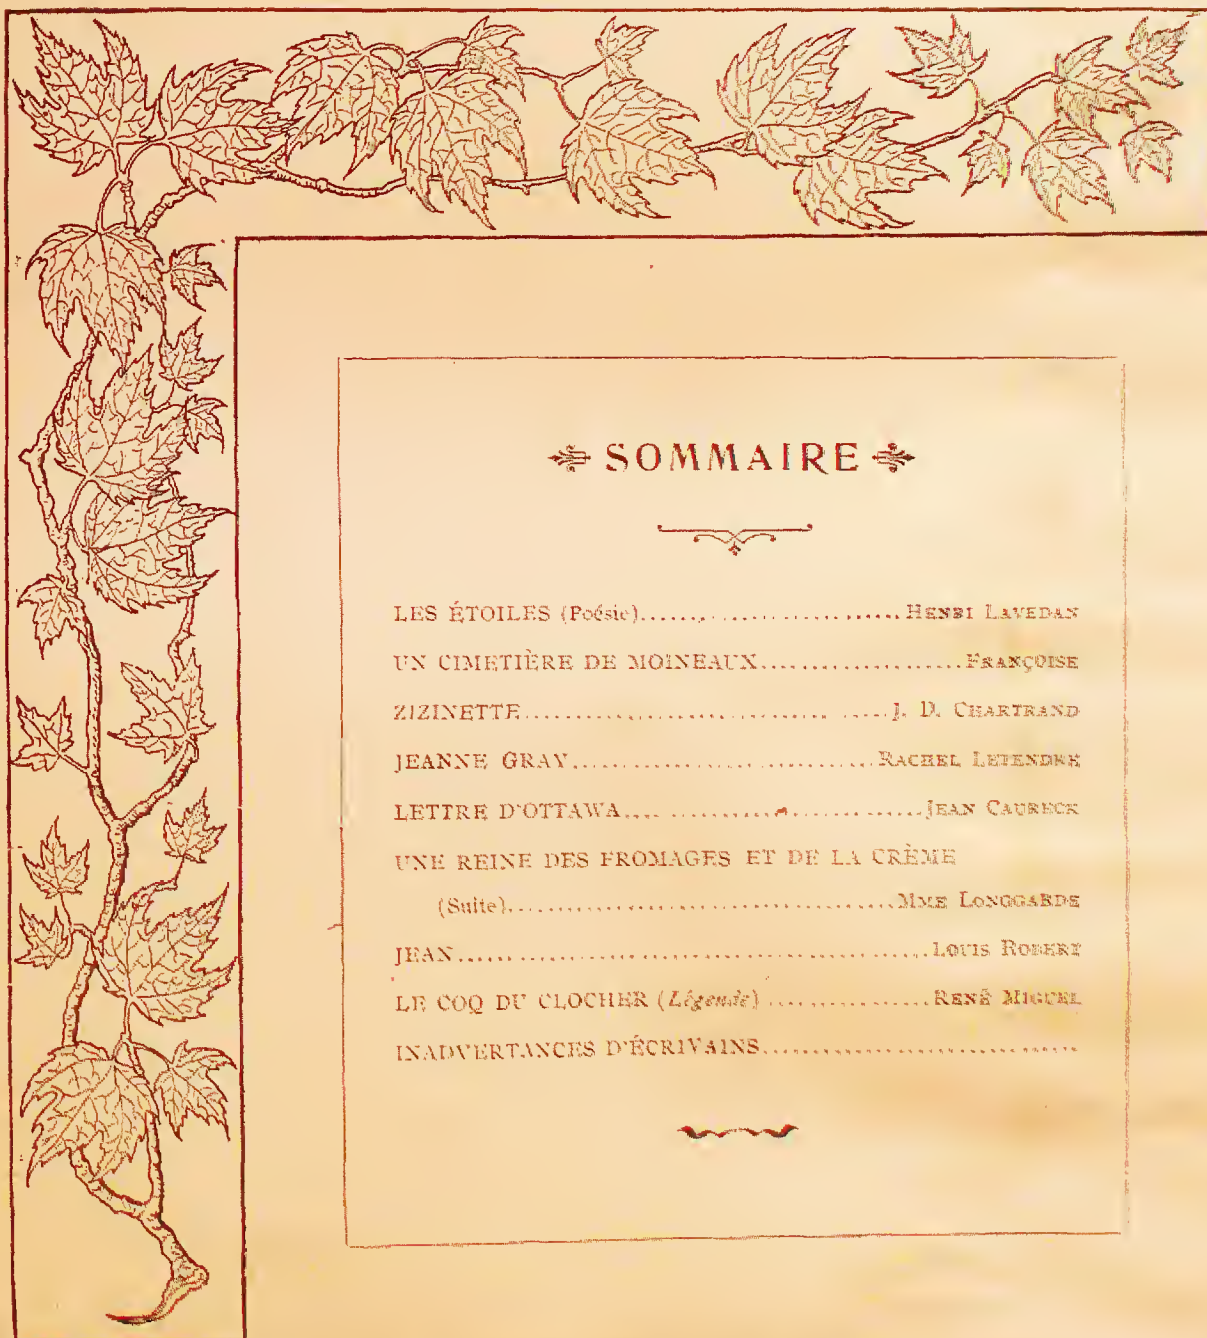 SOMMAIRE
LES ÉTOILES (Poésie)........................HENRI LAVEDAN
UN CIMETIÈRE DE MOINEAUX...................FRANÇOISE
ZIZINETTE..................................J. D. CHARTRAND
JEANNE GRAY............................RACHEL LETENDRE
LETTRE D'OTTAWA............................JEAN CAURECK
UNE REINE DES FROMAGES ET DE LA CRÈME
(Suite).....................................MME LONGGARDE
JEAN.............................................LOUIS ROBERT
LE COQ DU CLOCHER (Légende)................RENÉ MIGUEL
INADVERTANCES D'ÉCRIVAINS..............................